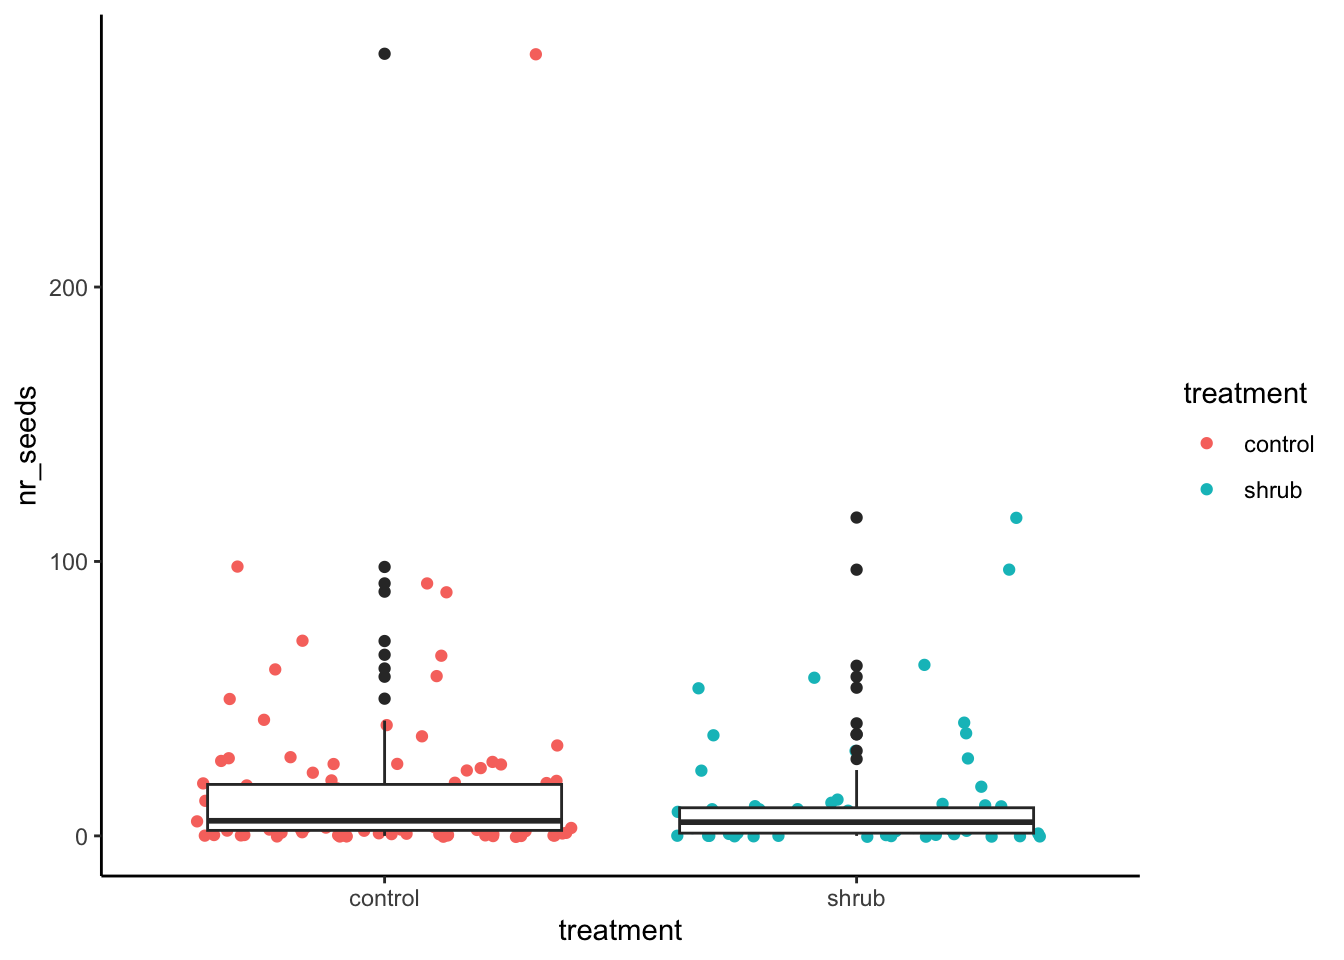 nr_seeds
200
100
0
control
shrub
treatment
treatment
control
shrub